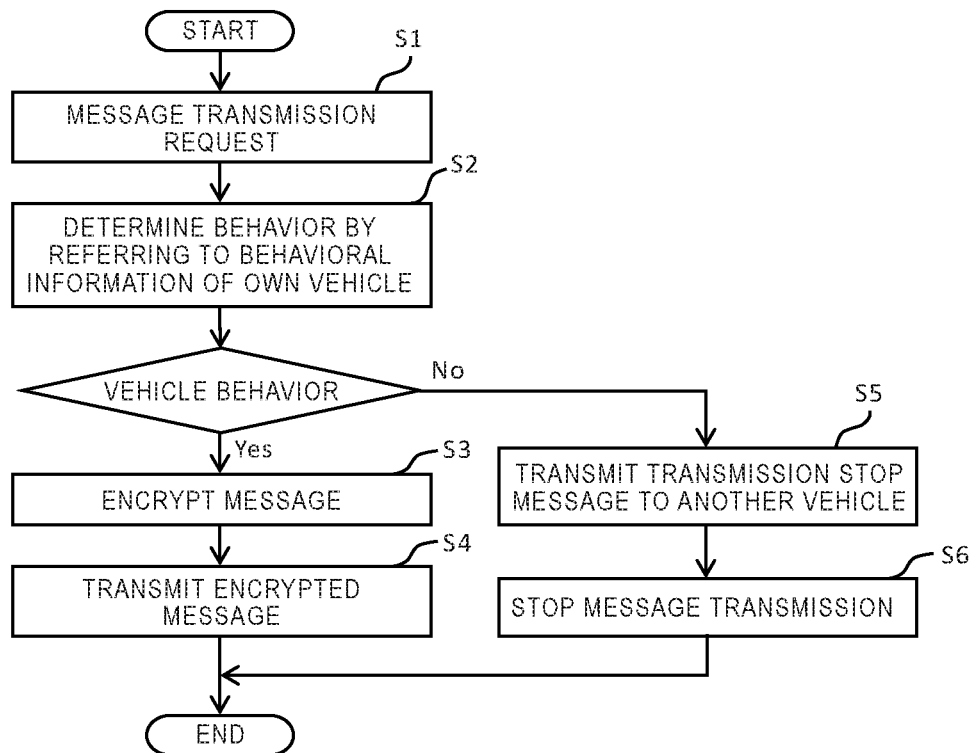 START
S1
MESSAGE TRANSMISSION
REQUEST
S2
DETERMINE BEHAVIOR BY
REFERRING TO BEHAVIORAL
INFORMATION OF OWN VEHICLE
VEHICLE BEHAVIOR
No
Yes
S3
ENCRYPT MESSAGE
S4
TRANSMIT ENCRYPTED
MESSAGE
S5
TRANSMIT TRANSMISSION STOP
MESSAGE TO ANOTHER VEHICLE
S6
STOP MESSAGE TRANSMISSION
END